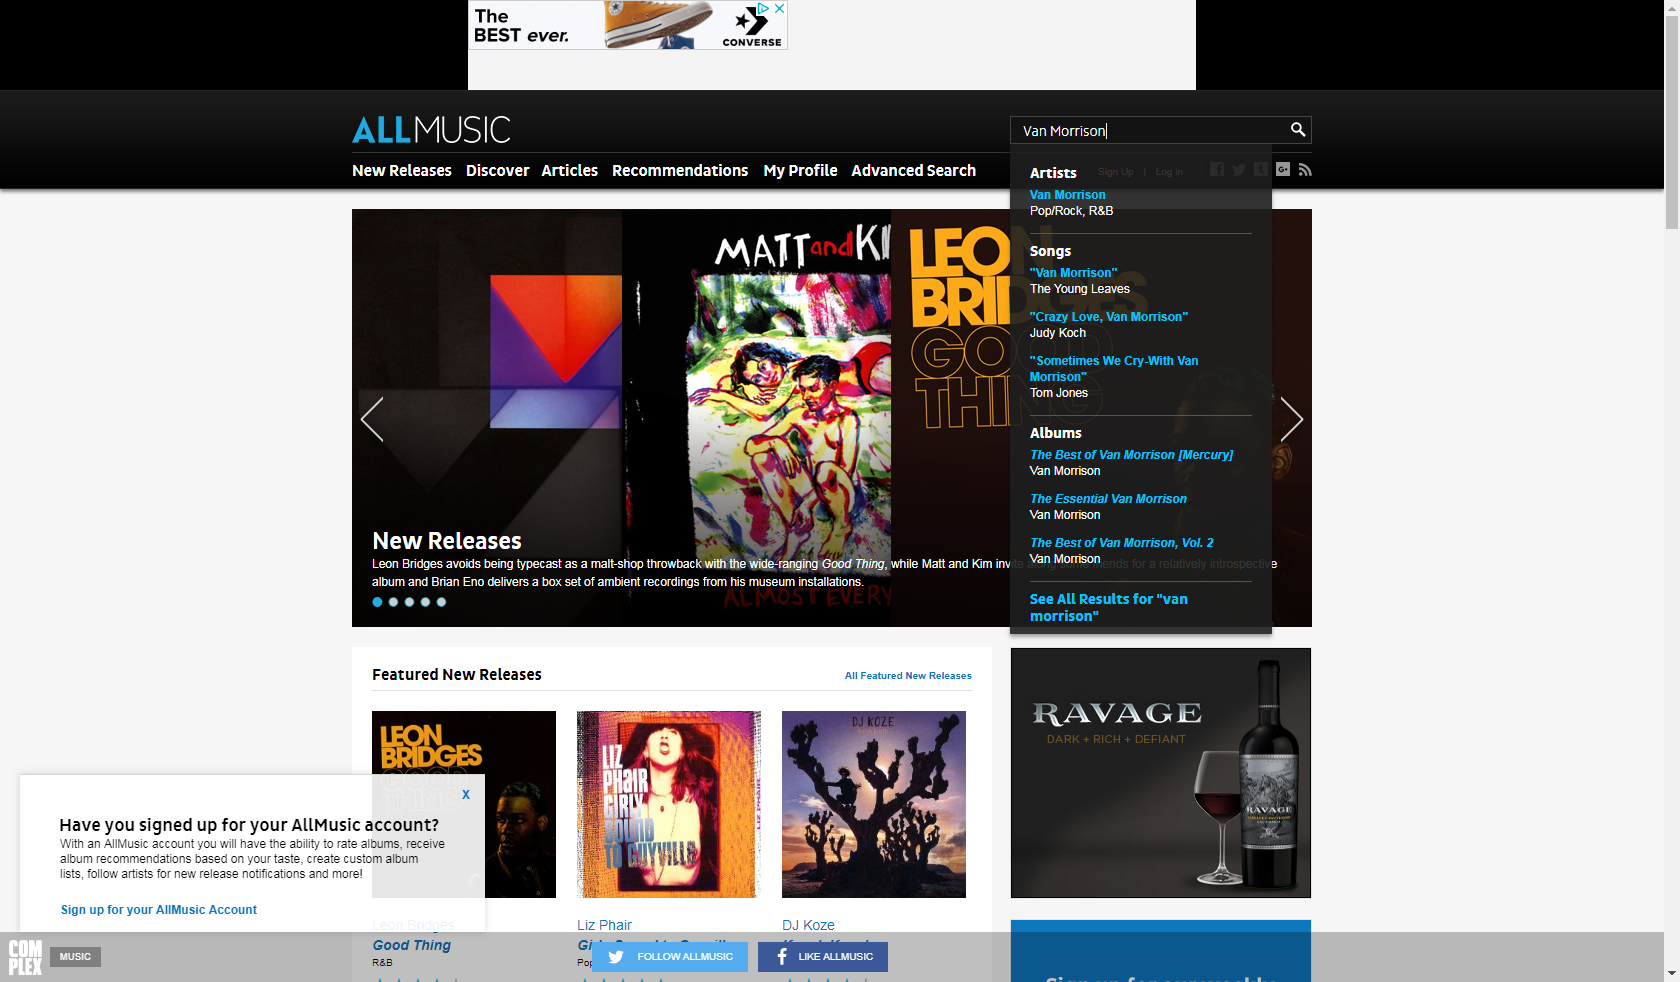 The
BEST ever.
CONVERSE
ALLMUSIC
Van Morrison
New Releases Discover Articles Recommendations My Profile Advanced Search
Sign Up | Log in
Artists
Van Morrison
Pop/Rock, R&B
Songs
"Van Morrison"
The Young Leaves
"Crazy Love, Van Morrison"
Judy Koch
"Sometimes We Cry-With Van
Morrison"
Tom Jones
Albums
The Best of Van Morrison [Mercury]
Van Morrison
The Essential Van Morrison
Van Morrison
The Best of Van Morrison, Vol. 2
Van Morrison
See All Results for "van
morrison"
MATT and KI
ALMOST EVERY
LEON
BRIDGES
GOOD
THING
New Releases
Leon Bridges avoids being typecast as a malt-shop throwback with the wide-ranging Good Thing, while Matt and Kim invite along some friends for a relatively introspective
album and Brian Eno delivers a box set of ambient recordings from his museum installations.
Featured New Releases
All Featured New Releases
LEON
BRIDGES
GOOD
THING
LIZ
PHAIR
GIRLY
SOUND
TO GUYVILLE
DJ KOZE
RAVAGE
DARK + RICH + DEFIANT
RAVAGE
X
Have you signed up for your AllMusic account?
With an AllMusic account you will have the ability to rate albums, receive
album recommendations based on your taste, create custom album
lists, follow artists for new release notifications and more!
Sign up for your AllMusic Account
Leon Bridges
Good Thing
R&B
Liz Phair
DJ Koze
COM
PLEX
MUSIC
FOLLOW ALLMUSIC
LIKE ALLMUSIC